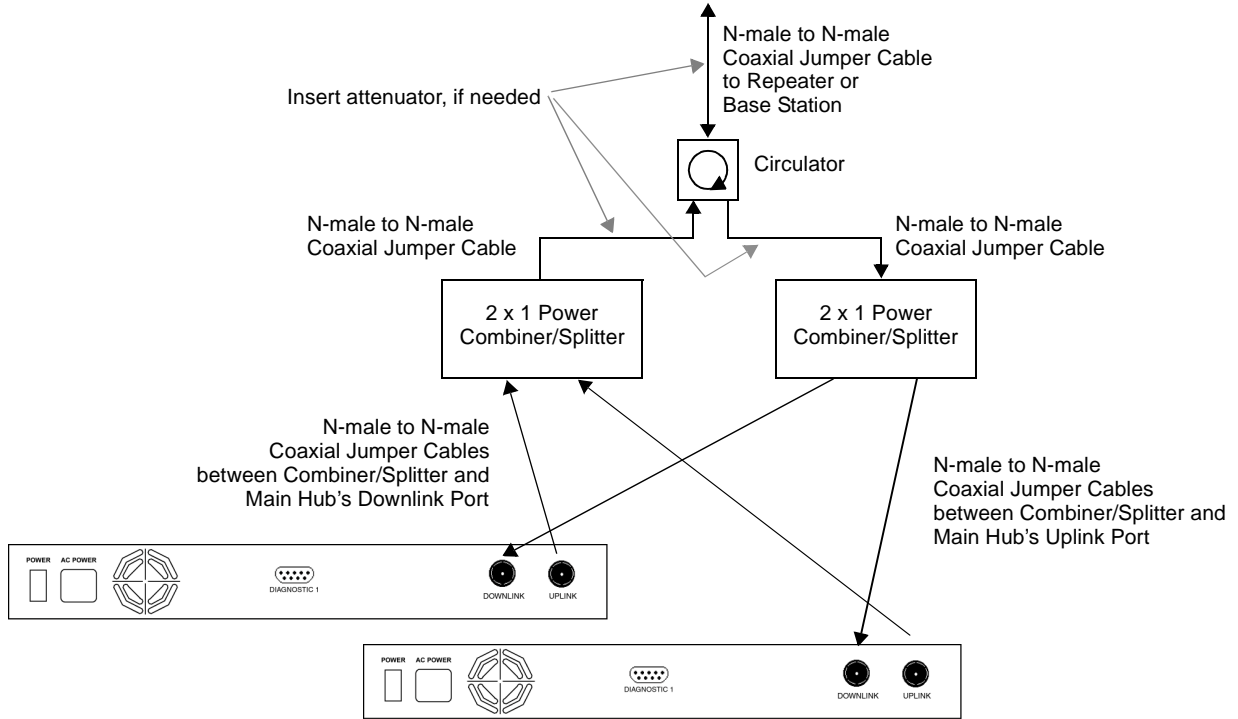 N-male to N-male
Coaxial Jumper Cable
to Repeater or
Base Station
Insert attenuator, if needed
Circulator
N-male to N-male
Coaxial Jumper Cable
N-male to N-male
Coaxial Jumper Cable
2 x 1 Power
Combiner/Splitter
2 x 1 Power
Combiner/Splitter
N-male to N-male
Coaxial Jumper Cables
between Combiner/Splitter and
Main Hub's Downlink Port
N-male to N-male
Coaxial Jumper Cables
between Combiner/Splitter and
Main Hub's Uplink Port
POWER
AC POWER
DIAGNOSTIC 1
DOWNLINK
UPLINK
POWER
AC POWER
DIAGNOSTIC 1
DOWNLINK
UPLINK